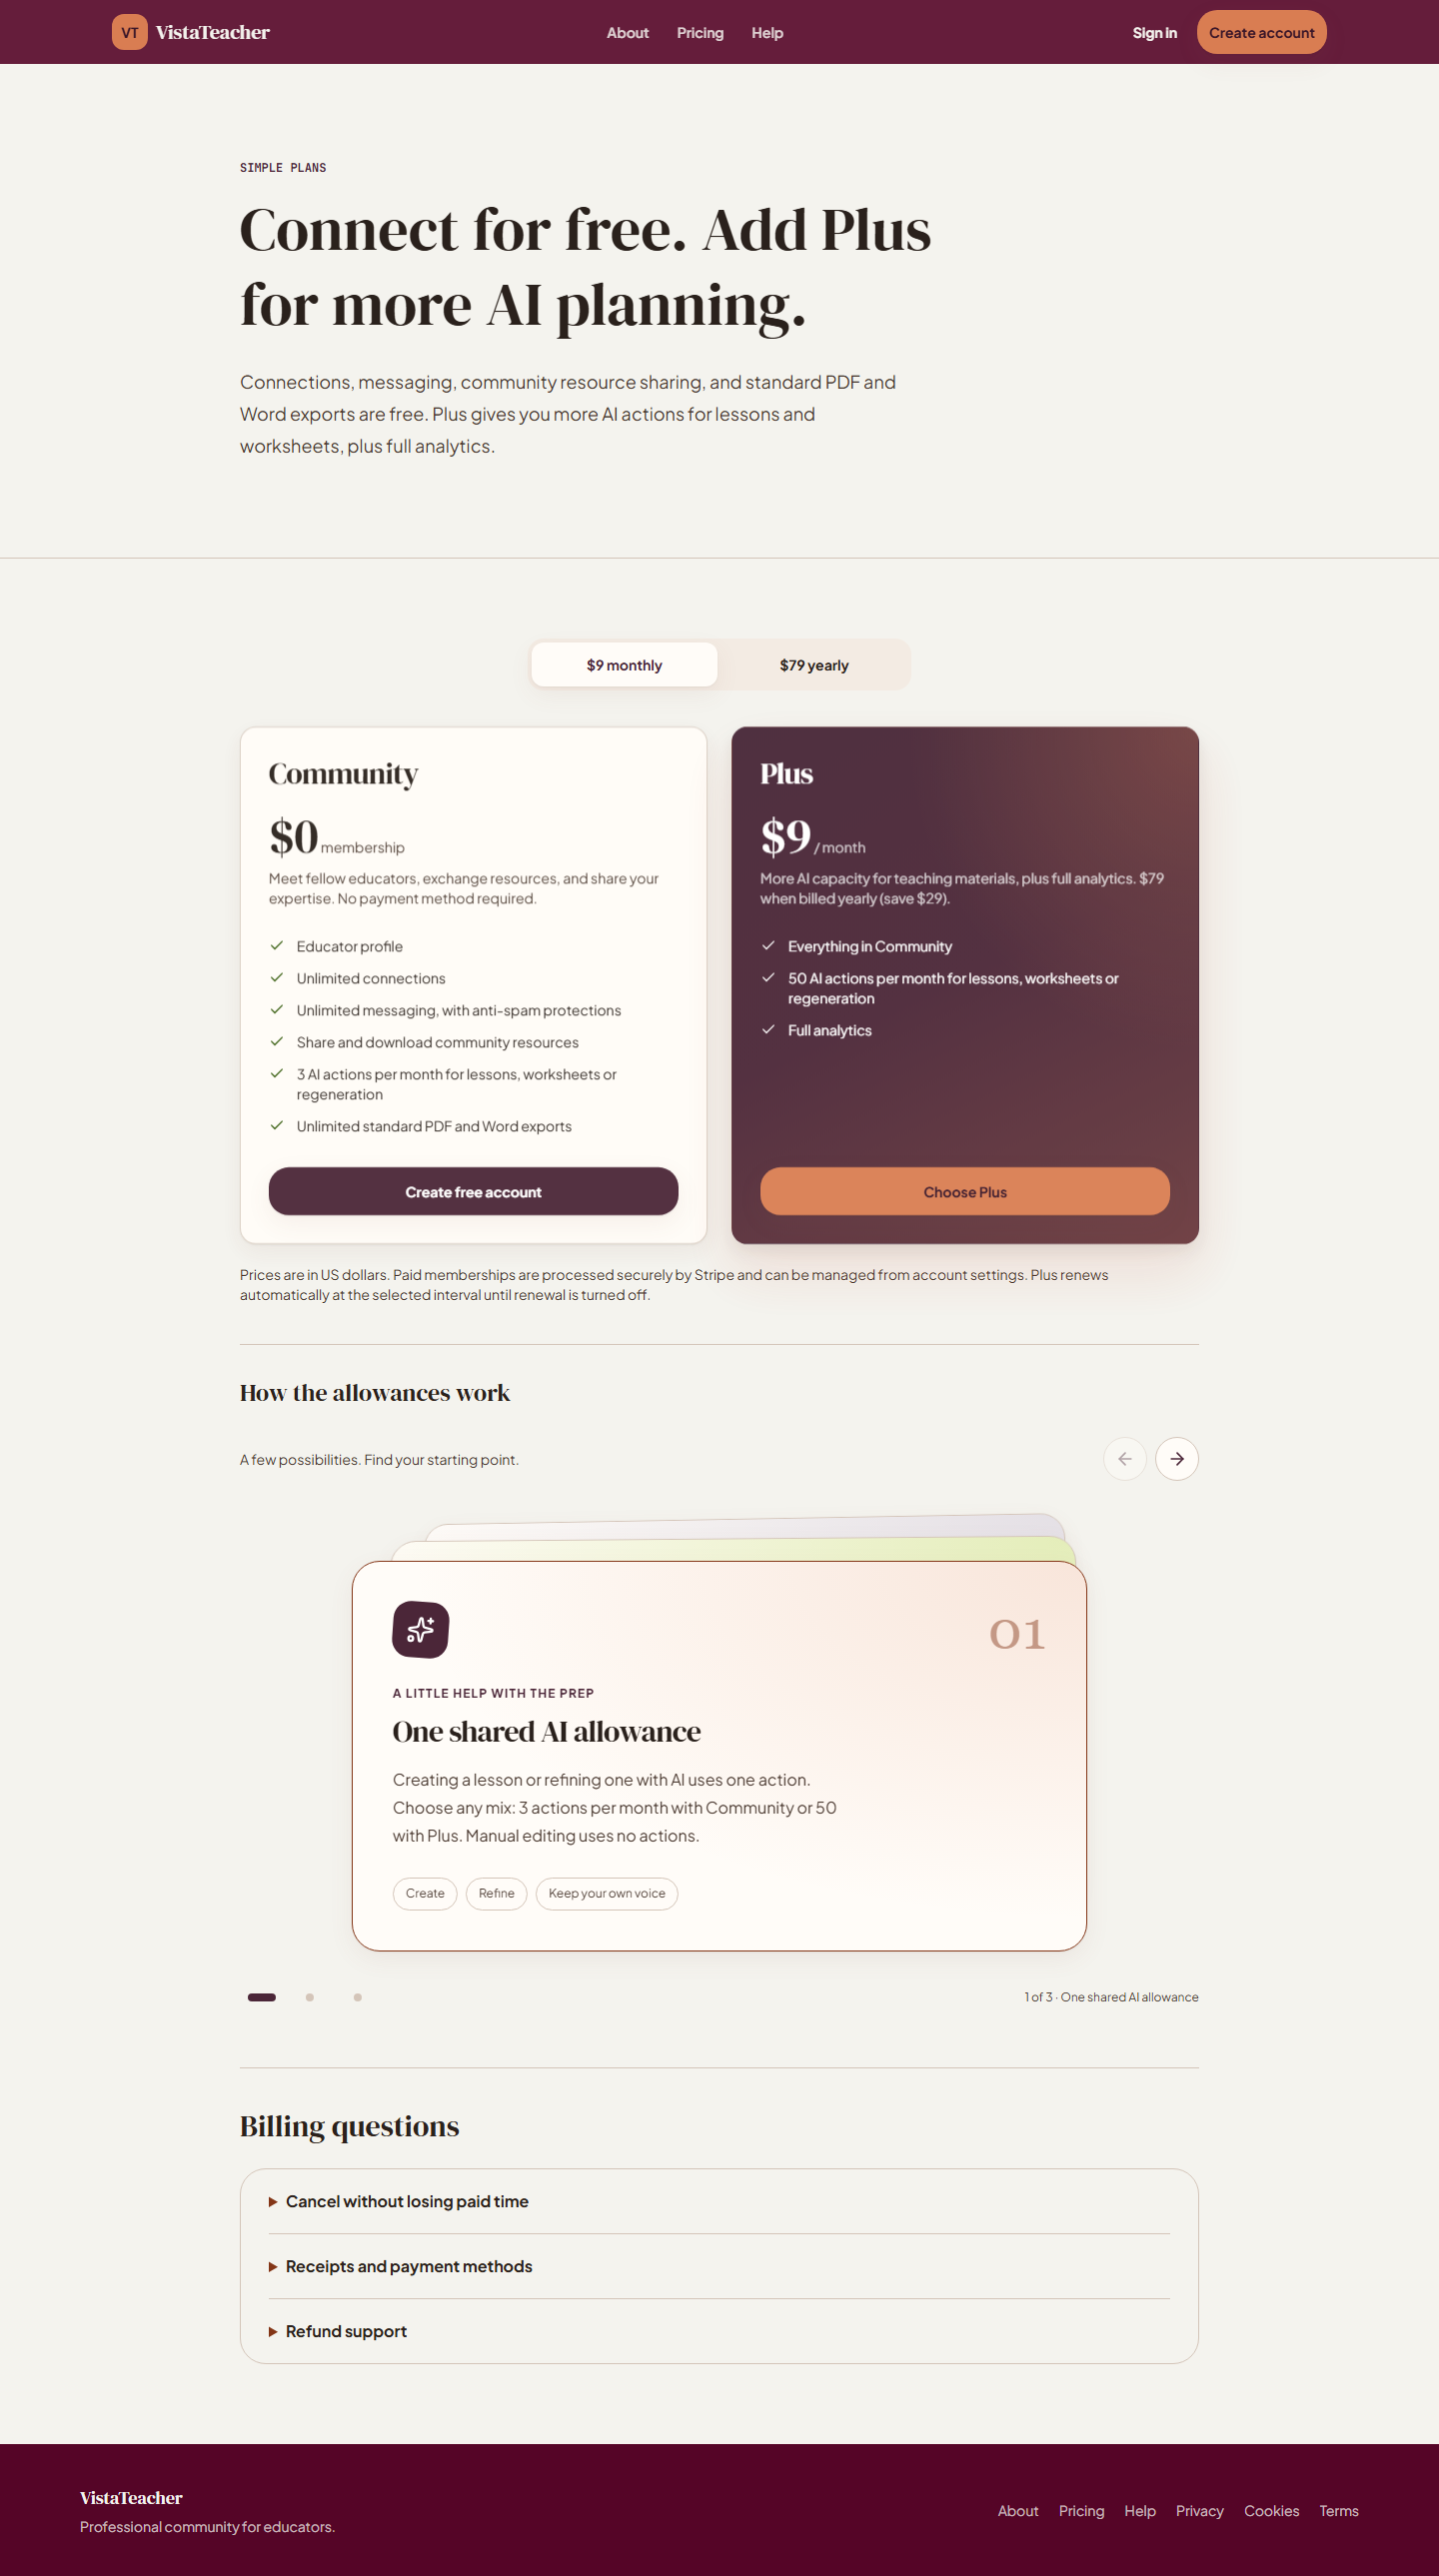 VT VistaTeacher
About Pricing Help
Sign in Create account
SIMPLE PLANS
Connect for free. Add Plus
for more AI planning.
Connections, messaging, community resource sharing, and standard PDF and
Word exports are free. Plus gives you more AI actions for lessons and
worksheets, plus full analytics.
$9 monthly $79 yearly
Community
$0 membership
Meet fellow educators, exchange resources, and share your
expertise. No payment method required.
Educator profile
Unlimited connections
Unlimited messaging, with anti-spam protections
Share and download community resources
3 AI actions per month for lessons, worksheets or
regeneration
Unlimited standard PDF and Word exports
Create free account
Plus
$9 / month
More AI capacity for teaching materials, plus full analytics. $79
when billed yearly (save $29).
Everything in Community
50 AI actions per month for lessons, worksheets or
regeneration
Full analytics
Choose Plus
Prices are in US dollars. Paid memberships are processed securely by Stripe and can be managed from account settings. Plus renews
automatically at the selected interval until renewal is turned off.
How the allowances work
A few possibilities. Find your starting point.
01
A LITTLE HELP WITH THE PREP
One shared AI allowance
Creating a lesson or refining one with AI uses one action.
Choose any mix: 3 actions per month with Community or 50
with Plus. Manual editing uses no actions.
Create Refine Keep your own voice
1 of 3 · One shared AI allowance
Billing questions
Cancel without losing paid time
Receipts and payment methods
Refund support
VistaTeacher
Professional community for educators.
About Pricing Help Privacy Cookies Terms